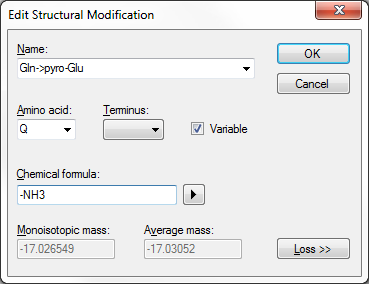 Edit Structural Modification
Name:
Gln->pyro-Glu
OK
Cancel
Amino acid: Terminus:
Q
Variable
Chemical formula:
-NH3
Monoisotopic mass: Average mass:
-17.026549 -17.03052
Loss >>